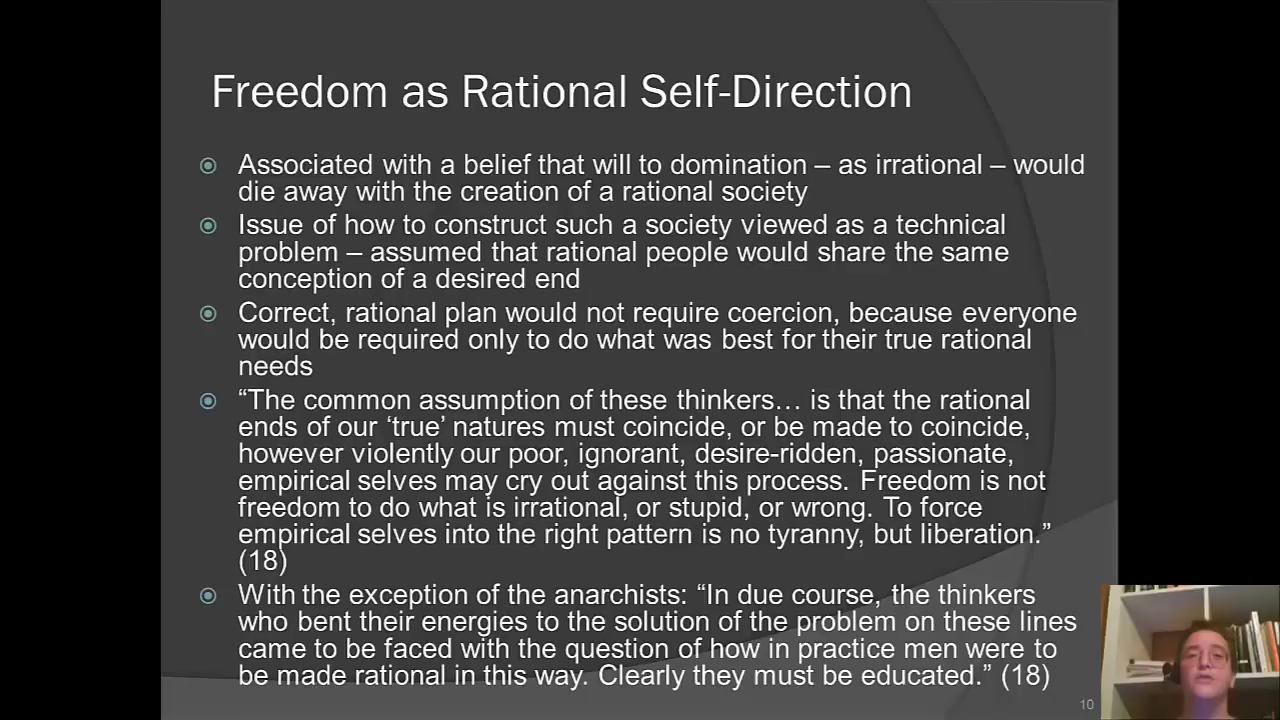 Freedom as Rational Self-Direction
Associated with a belief that will to domination – as irrational – would
die away with the creation of a rational society
Issue of how to construct such a society viewed as a technical
problem – assumed that rational people would share the same
conception of a desired end
Correct, rational plan would not require coercion, because everyone
would be required only to do what was best for their true rational
needs
“The common assumption of these thinkers… is that the rational
ends of our ‘true’ natures must coincide, or be made to coincide,
however violently our poor, ignorant, desire-ridden, passionate,
empirical selves may cry out against this process. Freedom is not
freedom to do what is irrational, or stupid, or wrong. To force
empirical selves into the right pattern is no tyranny, but liberation.”
(18)
With the exception of the anarchists: “In due course, the thinkers
who bent their energies to the solution of the problem on these lines
came to be faced with the question of how in practice men were to
be made rational in this way. Clearly they must be educated.” (18)
10